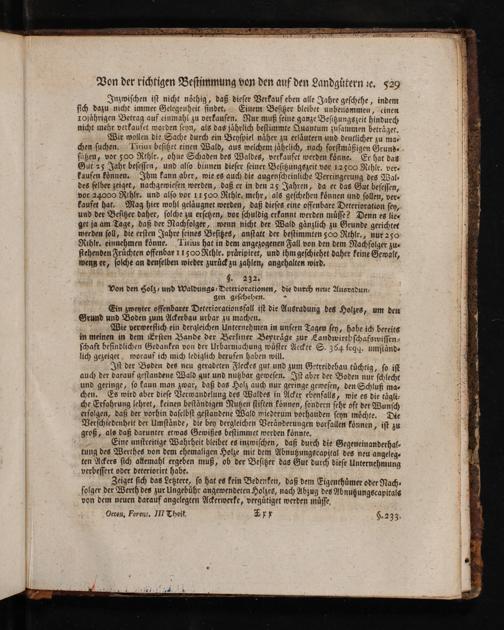 Von der richtigen Bestimmung von den auf den Landgütern ꝛc. 529
Inzwischen ist nicht nöthig, daß dieser Verkauf eben alle Jahre geschehe, indem
sich dazu nicht immer Gelegenheit findet. Einem Besitzer bleibet unbenommen, einen
10jährigen Betrag auf einmahl zu verkaufen. Nur muß seine ganze Besitzungszeit hindurch
nicht mehr verkaufet worden seyn, als das jährlich bestimmte Quantum zusammen beträget.
Wir wollen die Sache durch ein Beyspiel näher zu erläutern und deutlicher zu ma-
chen suchen. Titius besitzet einen Wald, aus welchem jährlich, nach forstmäßigen Grund-
sätzen, vor 500 Rthlr., ohne Schaden des Waldes, verkaufet werden könne. Er hat das
Gut 25 Jahr besessen, und also binnen dieser seiner Besitzungszeit vor 12500 Rthlr. ver-
kaufen können. Ihm kann aber, wie es auch die augenscheinliche Verringerung des Wal-
des selber zeiget, nachgewiesen werden, daß er in den 25 Jahren, da er das Gut besessen,
vor 24000 Rthlr. und also vor 11500 Rthlr. mehr, als geschehen können und sollen, ver-
kaufet hat. Mag hier wohl geläugnet werden, daß dieses eine offenbare Deterioration sey,
und der Besitzer daher, solche zu ersetzen, vor schuldig erkannt werden müsse? Denn es lie-
get ja am Tage, daß der Nachfolger, wenn nicht der Wald gänzlich zu Grunde gerichtet
werden soll, die ersten Jahre seines Besitzes, anstatt der bestimmten 500 Rthlr., nur 250
Rthlr. einnehmen könne. Titius hat in dem angezogenen Fall von den dem Nachfolger zu-
stehenden Früchten offenbar 11500 Rthlr. präripiret, und ihm geschiehet daher keine Gewalt,
wenn er, solche an denselben wieder zurück zu zahlen, angehalten wird.
§. 232.
Von den Holz- und Waldungs-Deteriorationen, die durch neue Ausradun-
gen geschehen.
Ein zweyter offenbarer Deteriorationsfall ist die Ausradung des Holzes, um den
Grund und Boden zum Ackerbau urbar zu machen.
Wie verwerflich ein dergleichen Unternehmen in unsern Tagen sey, habe ich bereits
in meinen in dem Ersten Bande der Berliner Beyträge zur Landwirthschaftswissen-
schaft befindlichen Gedanken von der Urbarmachung wüster Aecker S. 364 seqq. umständ-
lich gezeiget, worauf ich mich lediglich berufen haben will.
Ist der Boden des neu geradeten Fleckes gut und zum Getreidebau tüchtig, so ist
auch der darauf gestandene Wald gut und nutzbar gewesen. Ist aber der Boden nur schlecht
und geringe, so kann man zwar, daß das Holz auch nur geringe gewesen, den Schluß ma-
chen. Es wird aber diese Verwandelung des Waldes in Acker ebenfalls, wie es die tägli-
che Erfahrung lehret, keinen beständigen Nutzen stiften können, sondern sehr oft der Wunsch
erfolgen, daß der vorhin daselbst gestandene Wald wiederum vorhanden seyn möchte. Die
Verschiedenheit der Umstände, die bey dergleichen Veränderungen vorfallen können, ist zu
groß, als daß darunter etwas Gewisses bestimmet werden könnte.
Eine unstreitige Wahrheit bleibet es inzwischen, daß durch die Gegeneinanderhal-
tung des Werthes von dem ehemaligen Holze mit dem Abnutzungscapital des neu angeleg-
ten Ackers sich allemahl ergeben muß, ob der Besitzer das Gut durch diese Unternehmung
verbessert oder deterioriret habe.
Zeiget sich das Letztere, so hat es kein Bedenken, daß dem Eigenthümer oder Nach-
folger der Werth des zur Ungebühr angewendeten Holzes, nach Abzug des Abnutzungscapitals
von dem neuen darauf angelegten Ackerwerke, vergütiget werden müsse.
Oecon. Forens. III Theil. Xxx §. 233.